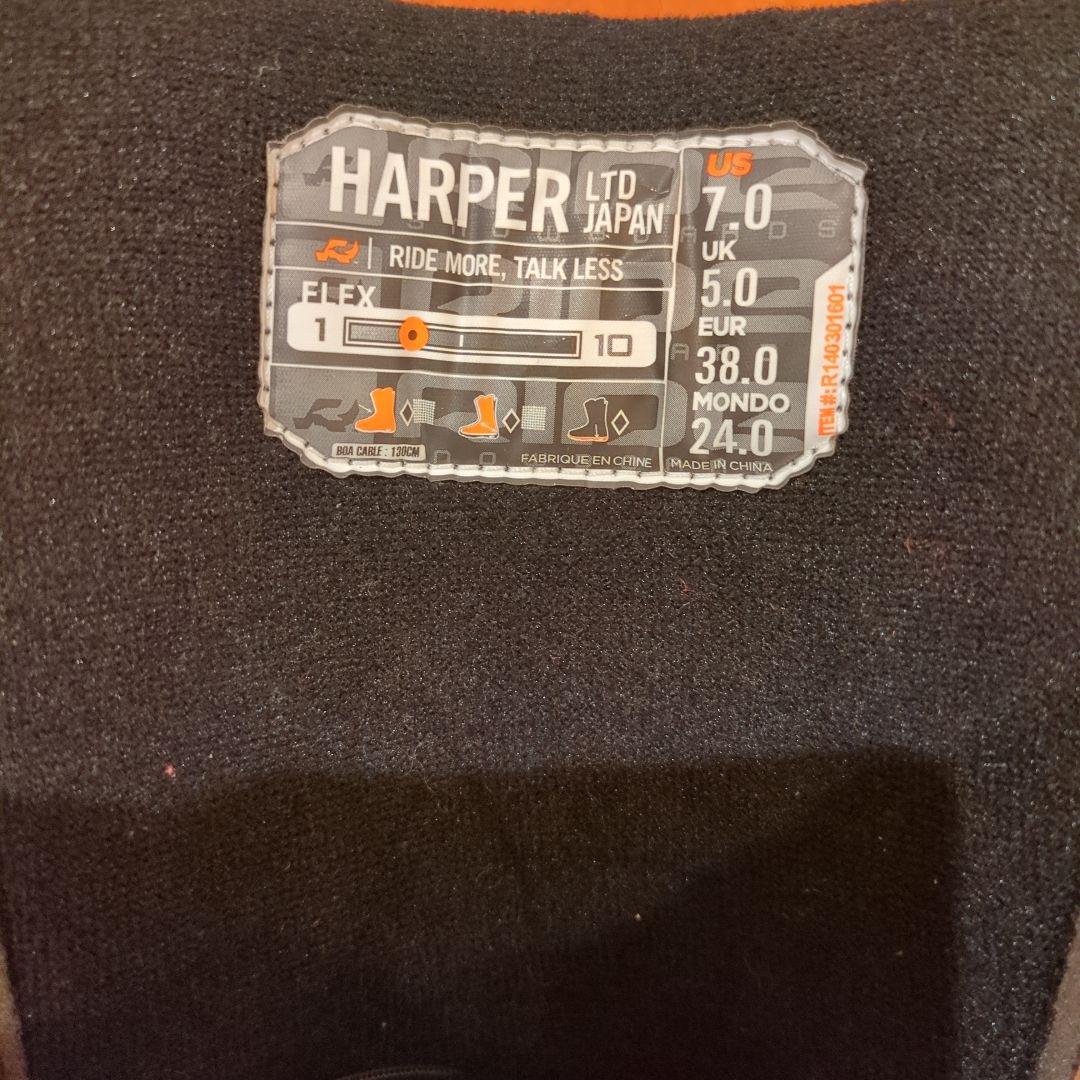 HARPER LTD JAPAN
RIDE MORE, TALK LESS
FLEX
1 10
BOA CABLE : 130CM
FABRIQUE EN CHINE
MADE IN CHINA
US
7.0
UK
5.0
EUR
38.0
MONDO
24.0
ITEM#:R140301601